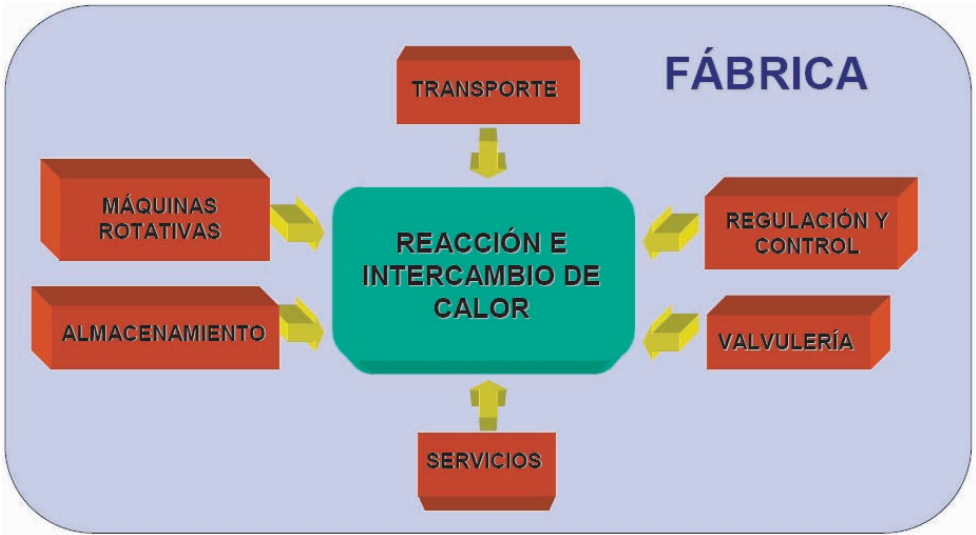 FÁBRICA
TRANSPORTE
MÁQUINAS
ROTATIVAS
REACCIÓN E
INTERCAMBIO DE
CALOR
REGULACIÓN Y
CONTROL
ALMACENAMIENTO
VALVULERÍA
SERVICIOS